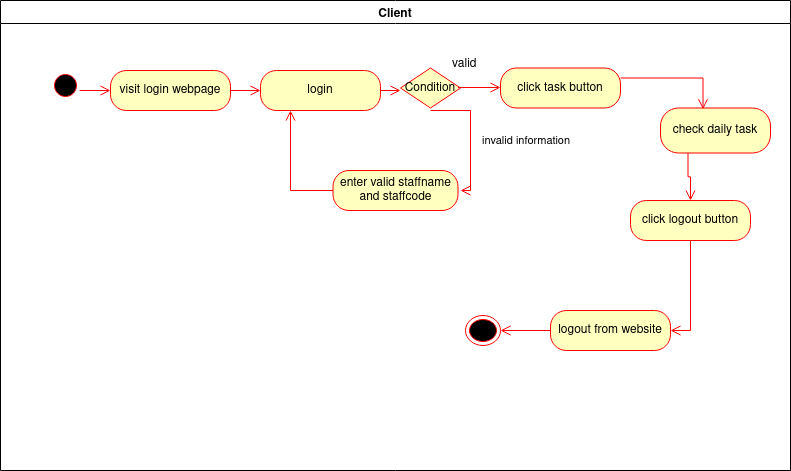 Client
valid
visit login webpage
login
Condition
click task button
check daily task
invalid information
enter valid staffname
and staffcode
click logout button
logout from website